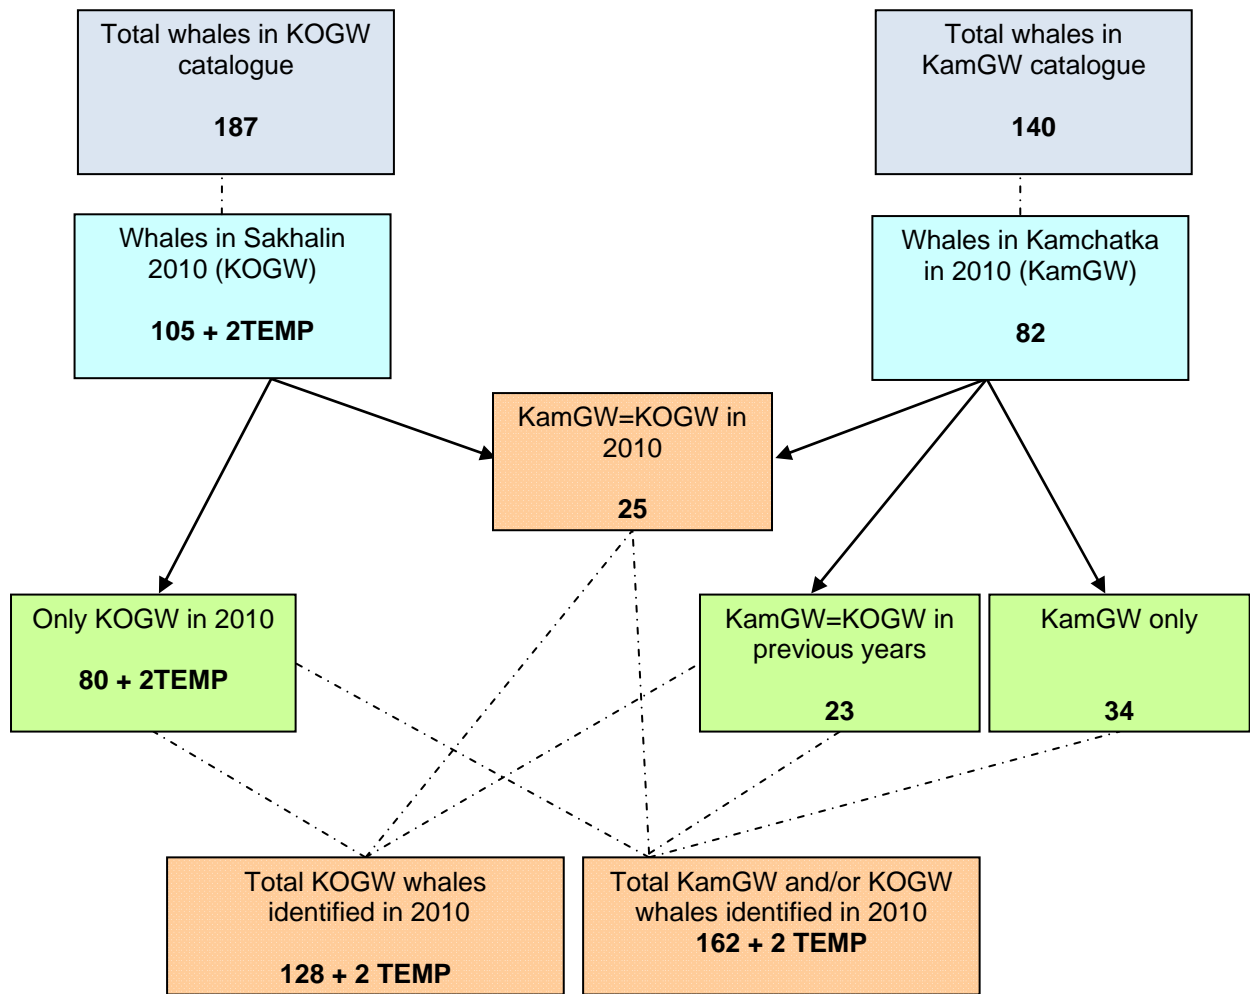 Total whales in KOGW
catalogue
187
Total whales in
KamGW catalogue
140
Whales in Sakhalin
2010 (KOGW)
105 + 2TEMP
Whales in Kamchatka
in 2010 (KamGW)
82
KamGW=KOGW in
2010
25
Only KOGW in 2010
80 + 2TEMP
KamGW=KOGW in
previous years
23
KamGW only
34
Total KOGW whales
identified in 2010
128 + 2 TEMP
Total KamGW and/or KOGW
whales identified in 2010
162 + 2 TEMP